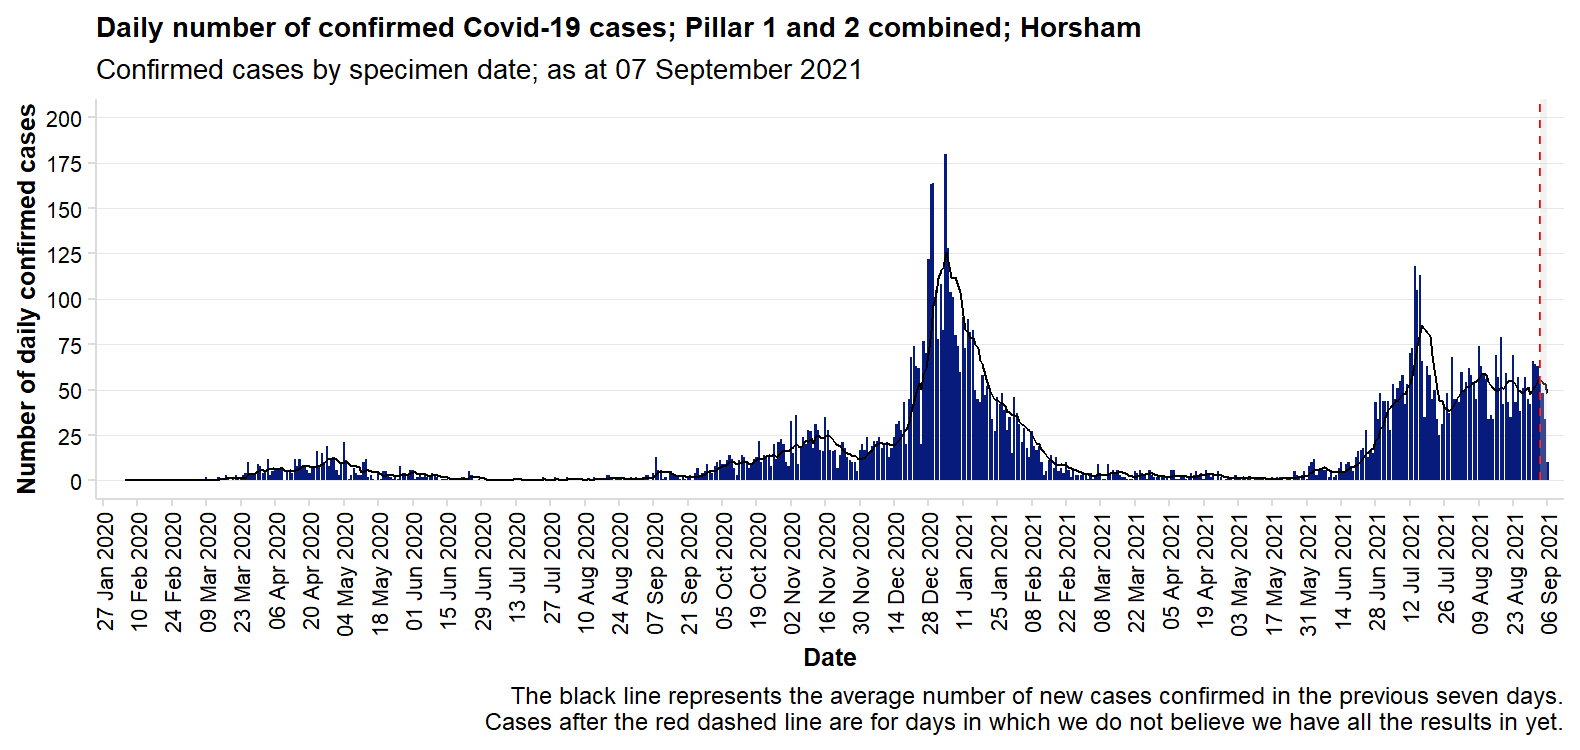 Daily number of confirmed Covid-19 cases; Pillar 1 and 2 combined; Horsham
Confirmed cases by specimen date; as at 07 September 2021
Number of daily confirmed cases
200
175
150
125
100
75
50
25
0
27 Jan 2020
10 Feb 2020
24 Feb 2020
09 Mar 2020
23 Mar 2020
06 Apr 2020
20 Apr 2020
04 May 2020
18 May 2020
01 Jun 2020
15 Jun 2020
29 Jun 2020
13 Jul 2020
27 Jul 2020
10 Aug 2020
24 Aug 2020
07 Sep 2020
21 Sep 2020
05 Oct 2020
19 Oct 2020
02 Nov 2020
16 Nov 2020
30 Nov 2020
14 Dec 2020
28 Dec 2020
11 Jan 2021
25 Jan 2021
08 Feb 2021
22 Feb 2021
08 Mar 2021
22 Mar 2021
05 Apr 2021
19 Apr 2021
03 May 2021
17 May 2021
31 May 2021
14 Jun 2021
28 Jun 2021
12 Jul 2021
26 Jul 2021
09 Aug 2021
23 Aug 2021
06 Sep 2021
Date
The black line represents the average number of new cases confirmed in the previous seven days.
Cases after the red dashed line are for days in which we do not believe we have all the results in yet.